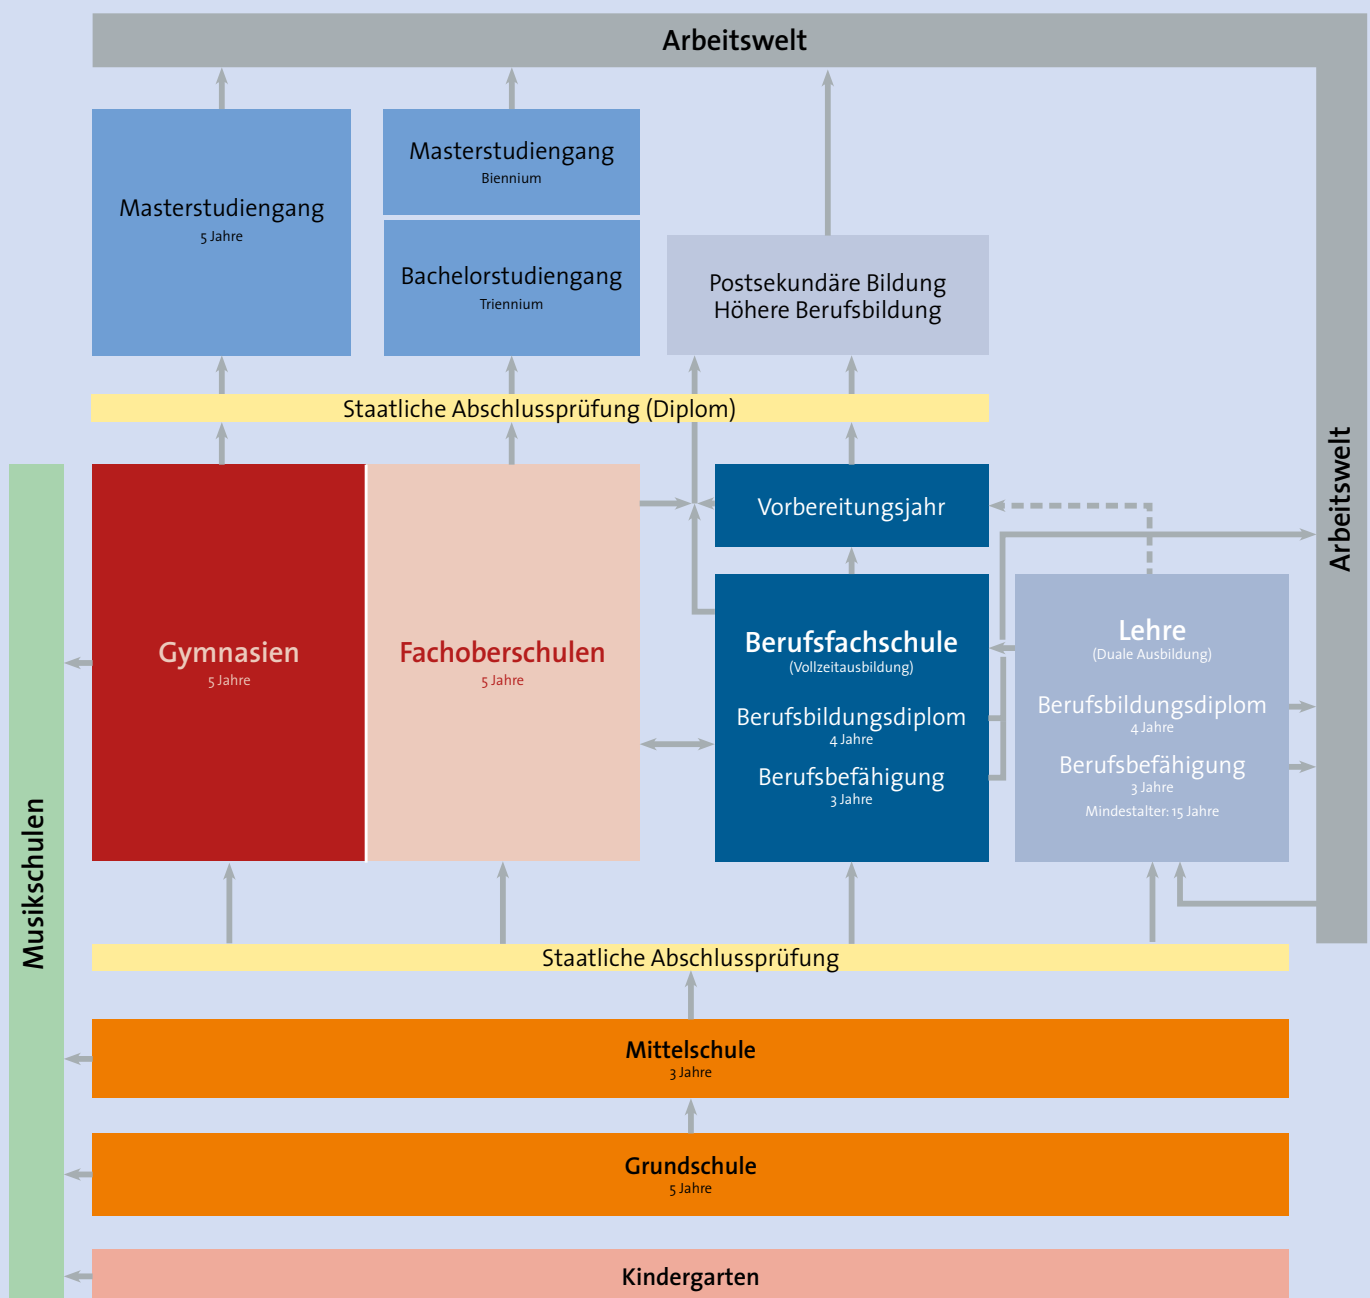 Arbeitswelt
Masterstudiengang
5 Jahre
Masterstudiengang
Biennium
Bachelorstudiengang
Triennium
Postsekundäre Bildung
Höhere Berufsbildung
Staatliche Abschlussprüfung (Diplom)
Arbeitswelt
Musikschulen
Gymnasien
5 Jahre
Fachoberschulen
5 Jahre
Vorbereitungsjahr
Berufsfachschule
(Vollzeitausbildung)
Berufsbildungsdiplom
4 Jahre
Berufsbefähigung
3 Jahre
Lehre
(Duale Ausbildung)
Berufsbildungsdiplom
4 Jahre
Berufsbefähigung
3 Jahre
Mindestalter: 15 Jahre
Staatliche Abschlussprüfung
Mittelschule
3 Jahre
Grundschule
5 Jahre
Kindergarten